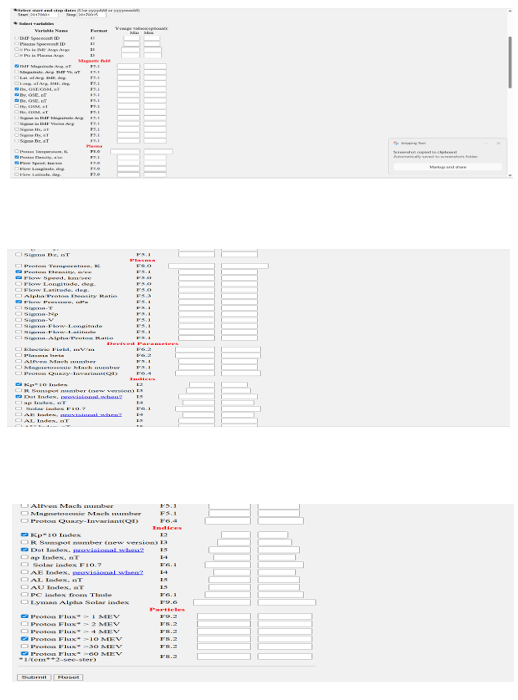 Select start and stop dates (Use yyyyddd or yyyymmdd)
Start Stop
Select variables
Variable Name Format
Min Max
IMF Spacecraft ID I3
Plasma Spacecraft ID I3
# Pts in IMF Avgs I4
# Pts in Plasma Avgs I4
Magnetic field
IMF Magnitude Avg, nT F5.1
Magnitude, Avg IMF Vr, nT F5.1
Lat. of Avg. IMF, deg. F5.1
Long. of Avg. IMF, deg. F5.1
Bx, GSE/GSM, nT F5.1
By, GSE, nT F5.1
Bz, GSE, nT F5.1
By, GSM, nT F5.1
Bz, GSM, nT F5.1
Sigma in IMF Magnitude Avg. F5.1
Sigma in IMF Vector Avg F5.1
Sigma Bx, nT F5.1
Sigma By, nT F5.1
Sigma Bz, nT F5.1
Plasma
Proton Temperature, K F8.0
Proton Density, n/cc F5.1
Flow Speed, km/sec F5.0
Flow Longitude, deg. F5.0
Flow Latitude, deg. F5.0
Snipping Tool
Screenshot copied to clipboard
Automatically saved to screenshots folder.
Markup and share
Sigma Bz, nT F5.1
Plasma
Proton Temperature, K F8.0
Proton Density, n/cc F5.1
Flow Speed, km/sec F5.0
Flow Longitude, deg. F5.0
Flow Latitude, deg. F5.0
Alpha/Proton Density Ratio F5.3
Flow Pressure, nPa F5.1
Sigma-T F5.1
Sigma-Np F5.1
Sigma-V F5.1
Sigma-Flow-Longitude F5.1
Sigma-Flow-Latitude F5.1
Sigma-Alpha/Proton Ratio F5.1
Derived Parameters
Electric Field, mV/m F6.2
Plasma beta F6.2
Alfven Mach number F5.1
Magnetosonic Mach number F5.1
Proton Quazy-Invariant(QI) F6.4
Indices
Kp*10 Index I2
R Sunspot number (new version) I3
Dst Index, provisional when? I5
ap Index, nT I4
Solar index F10.7 F6.1
AE Index, provisional when? I4
AL Index, nT I5
AU Index, nT I5
Alfven Mach number F5.1
Magnetosonic Mach number F5.1
Proton Quazy-Invariant(QI) F6.4
Indices
Kp*10 Index I2
R Sunspot number (new version) I3
Dst Index, provisional when? I5
ap Index, nT I4
Solar index F10.7 F6.1
AE Index, provisional when? I4
AL Index, nT I5
AU Index, nT I5
PC index from Thule F6.1
Lyman Alpha Solar index F9.6
Particles
Proton Flux* > 1 MEV F9.2
Proton Flux* > 2 MEV F8.2
Proton Flux* > 4 MEV F8.2
Proton Flux* >10 MEV F8.2
Proton Flux* >30 MEV F8.2
Proton Flux* >60 MEV F8.2
*1/(cm**2-sec-ster)
Submit Reset